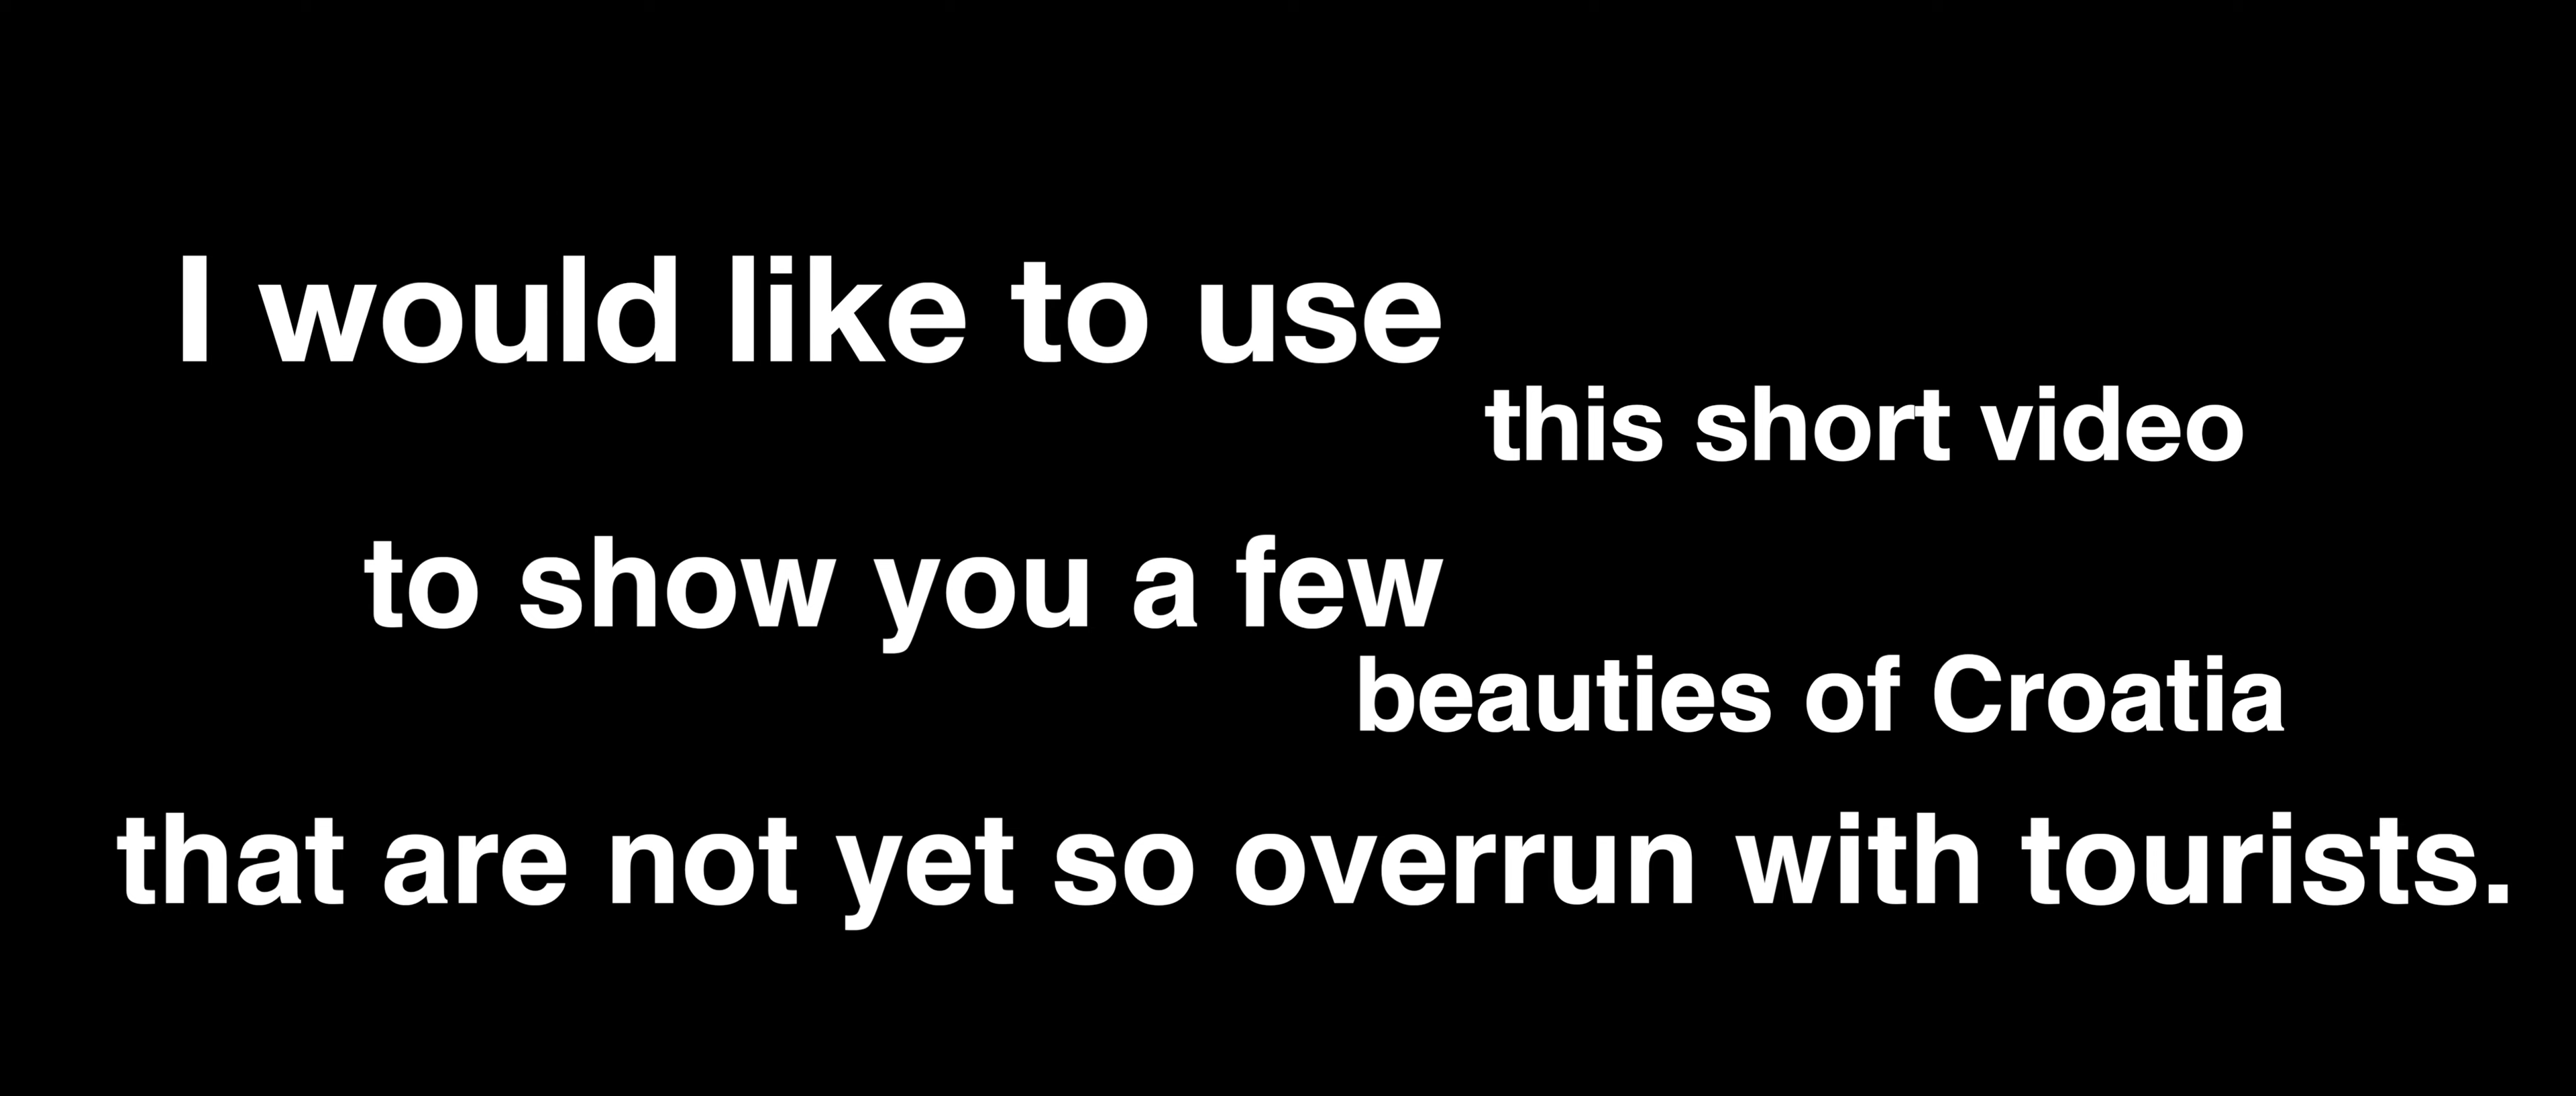 I would like to use
this short video
to show you a few
beauties of Croatia
that are not yet so overrun with tourists.